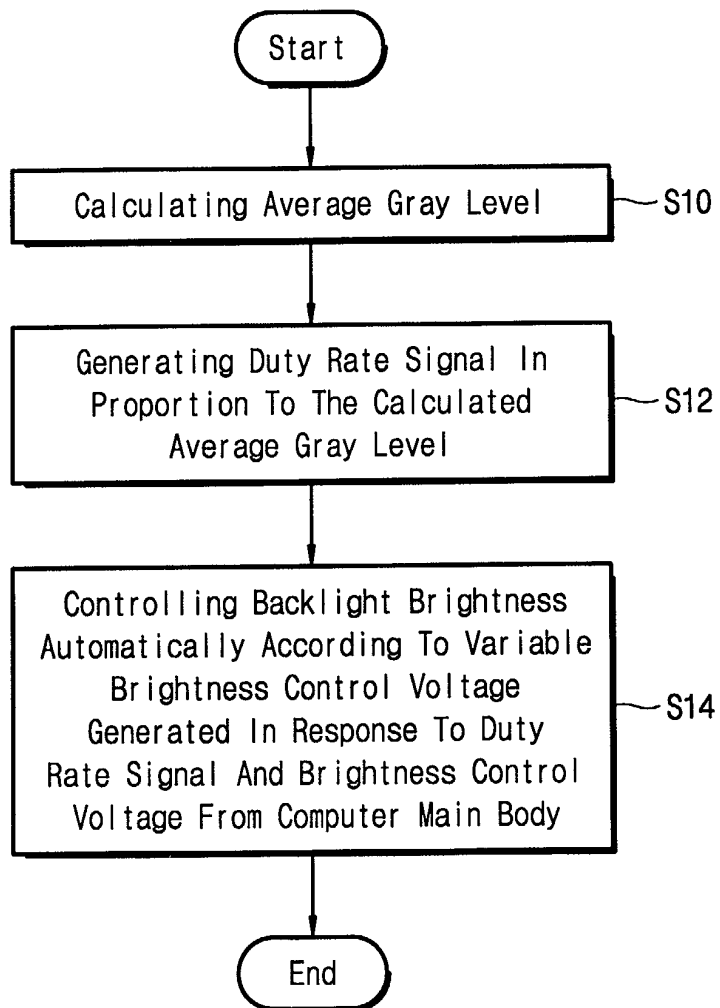 Start
Calculating Average Gray Level
S10
Generating Duty Rate Signal In
Proportion To The Calculated
Average Gray Level
S12
Controlling Backlight Brightness
Automatically According To Variable
Brightness Control Voltage
Generated In Response To Duty
Rate Signal And Brightness Control
Voltage From Computer Main Body
S14
End